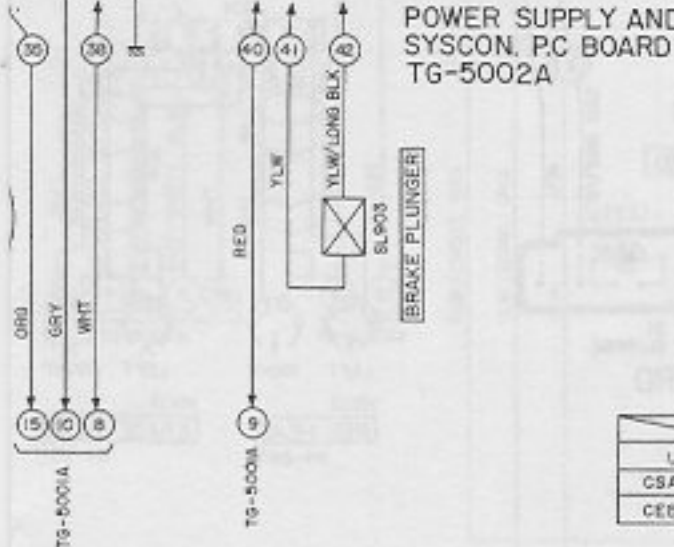 POWER SUPPLY AND
SYSCON. P.C BOARD
TG-5002A
35
38
40
41
42
ORG
GRY
WHT
RED
YLW
YLW/LONG BLK
SL903
BRAKE PLUNGER
15
10
8
9
TG-5001A
TG-5001A
U
CSA
CEE